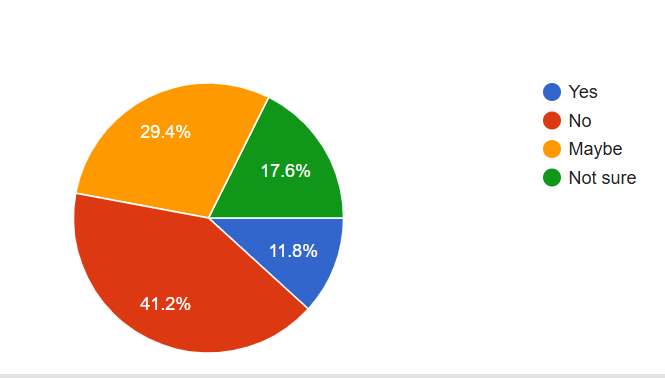 Yes
No
Maybe
Not sure
29.4%
17.6%
11.8%
41.2%